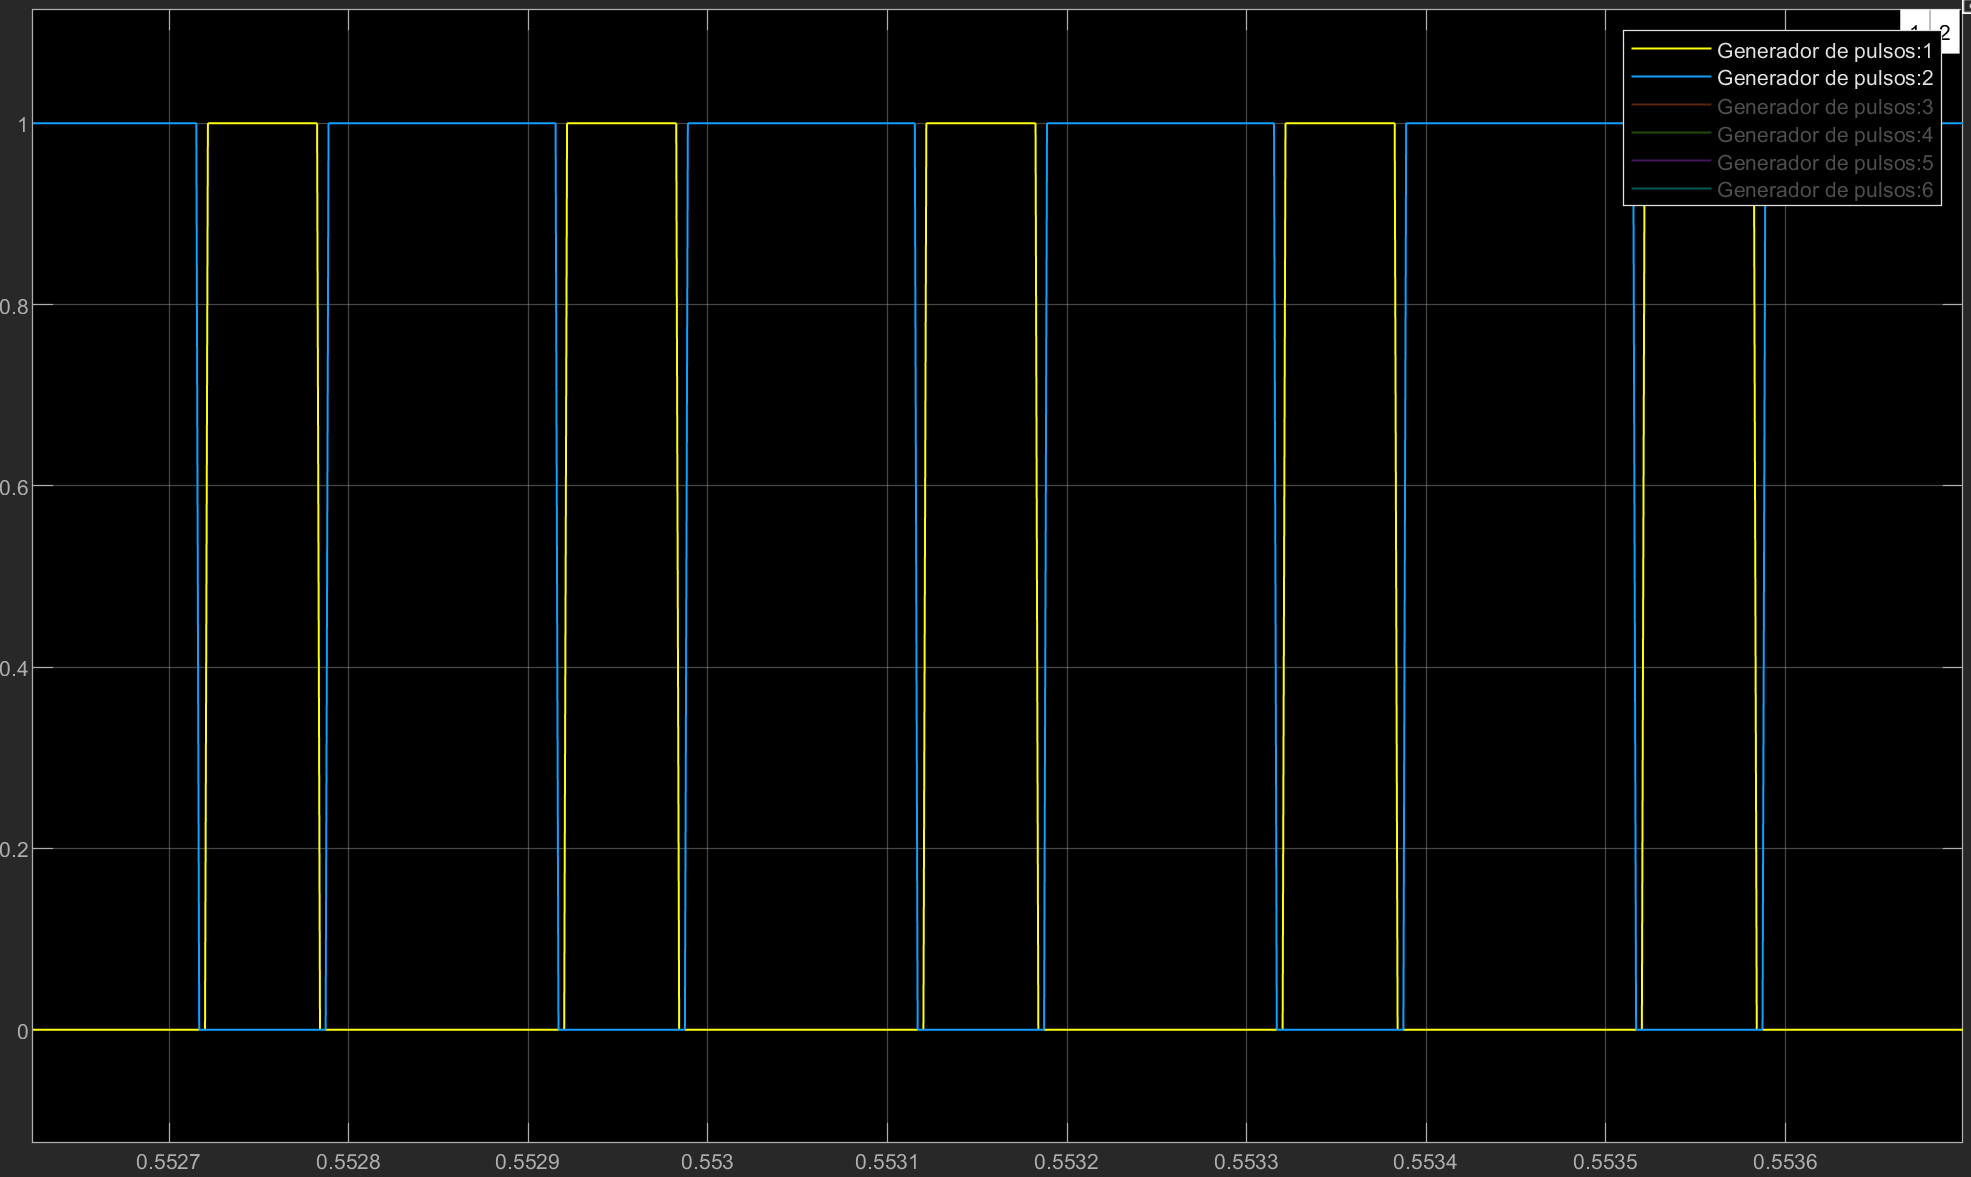 1 2
Generador de pulsos:1
Generador de pulsos:2
Generador de pulsos:3
Generador de pulsos:4
Generador de pulsos:5
Generador de pulsos:6
1
0.8
0.6
0.4
0.2
0
0.5527 0.5528 0.5529 0.553 0.5531 0.5532 0.5533 0.5534 0.5535 0.5536